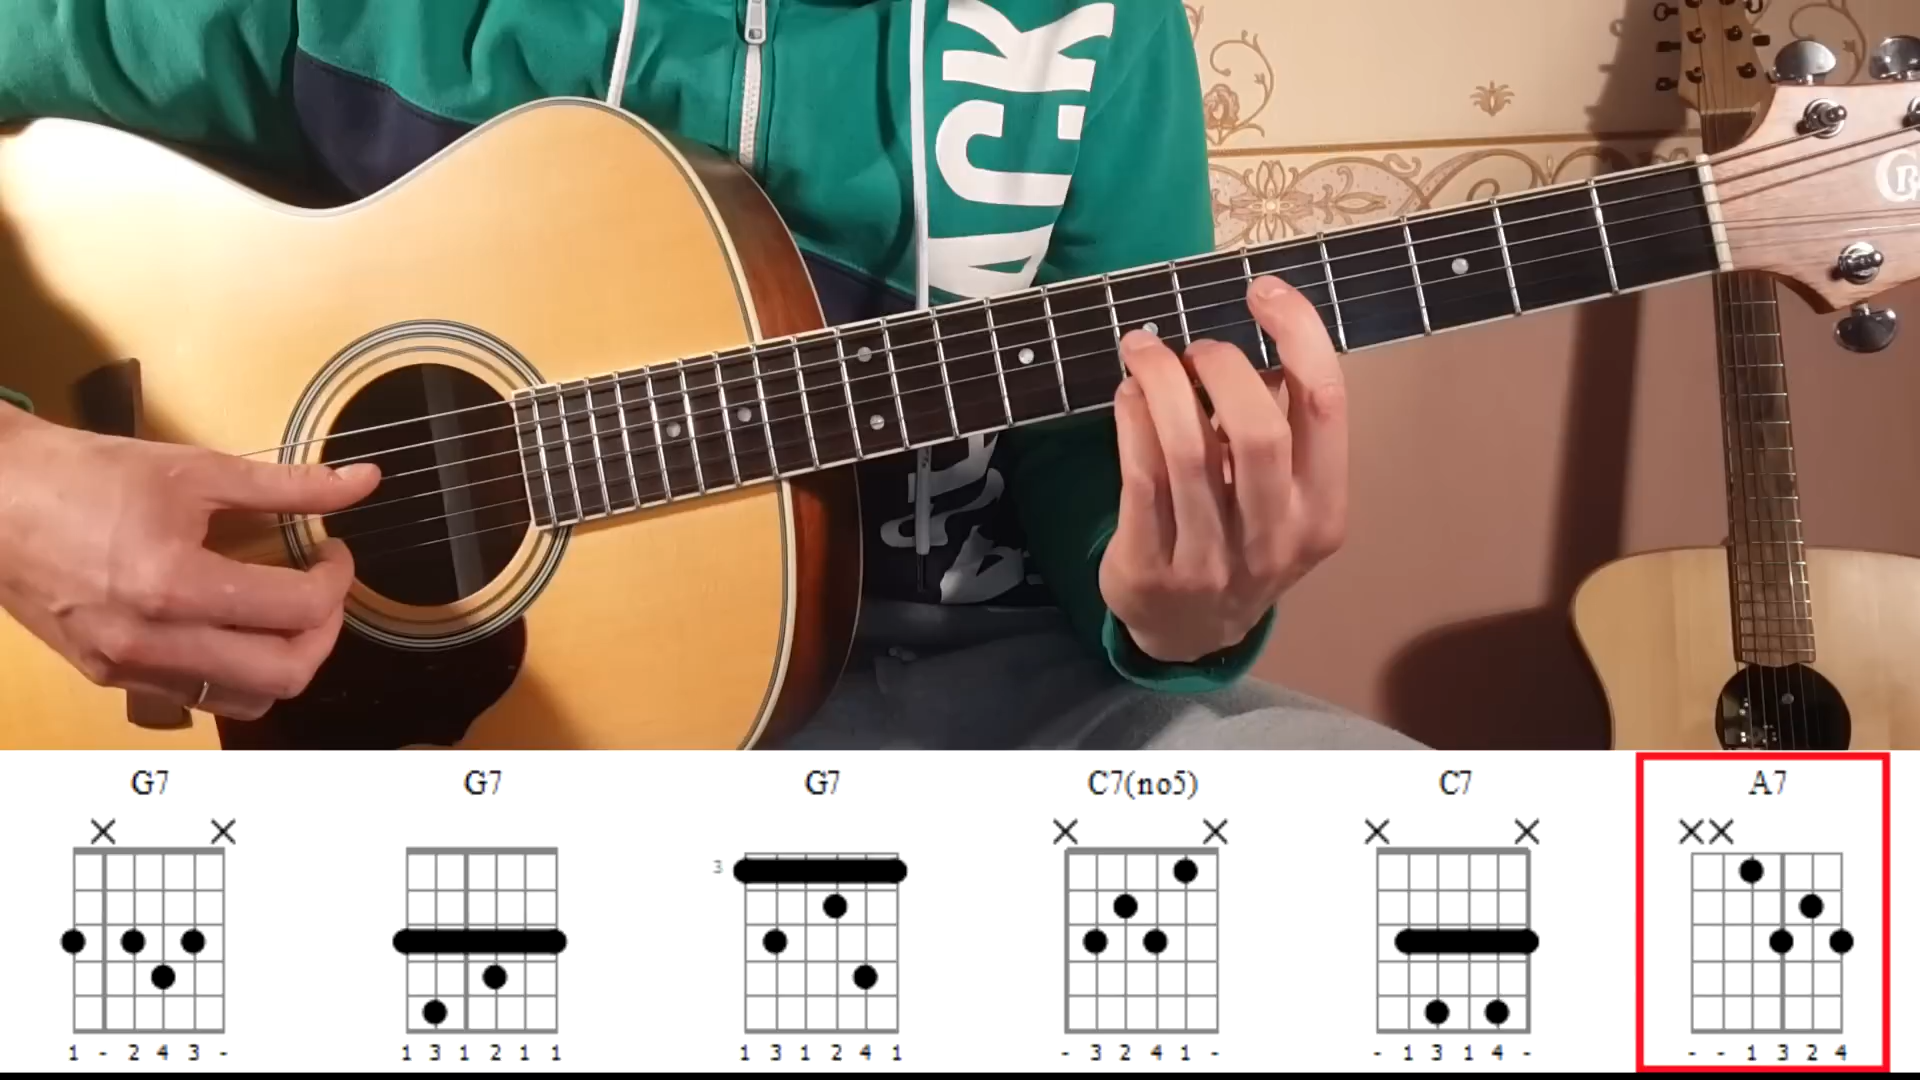 ACK
G7
G7
G7
C7(no5)
C7
A7
3
1 - 2 4 3 -
1 3 1 2 1 1
1 3 1 2 4 1
- 3 2 4 1 -
- 1 3 1 4 -
- - 1 3 2 4